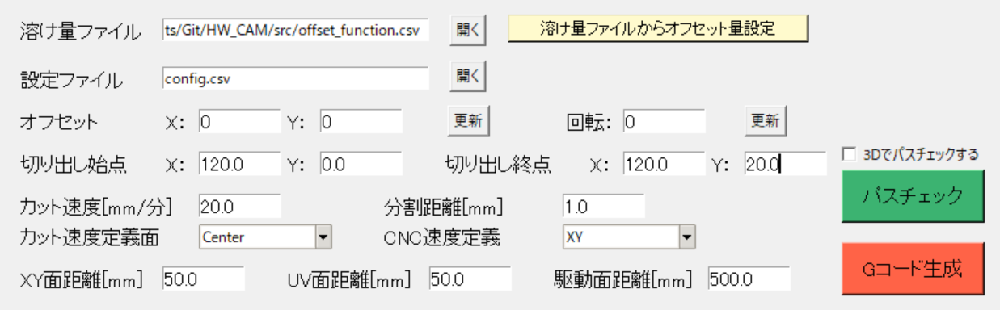 溶け量ファイル ts/Git/HW_CAM/src/offset_function.csv 開く 溶け量ファイルからオフセット量設定
設定ファイル config.csv 開く
オフセット X: 0 Y: 0 更新 回転: 0 更新
切り出し始点 X: 120.0 Y: 0.0 切り出し終点 X: 120.0 Y: 20.0 3Dでパスチェックする
カット速度[mm/分] 20.0 分割距離[mm] 1.0 パスチェック
カット速度定義面 Center CNC速度定義 XY
XY面距離[mm] 50.0 UV面距離[mm] 50.0 駆動面距離[mm] 500.0 Gコード生成